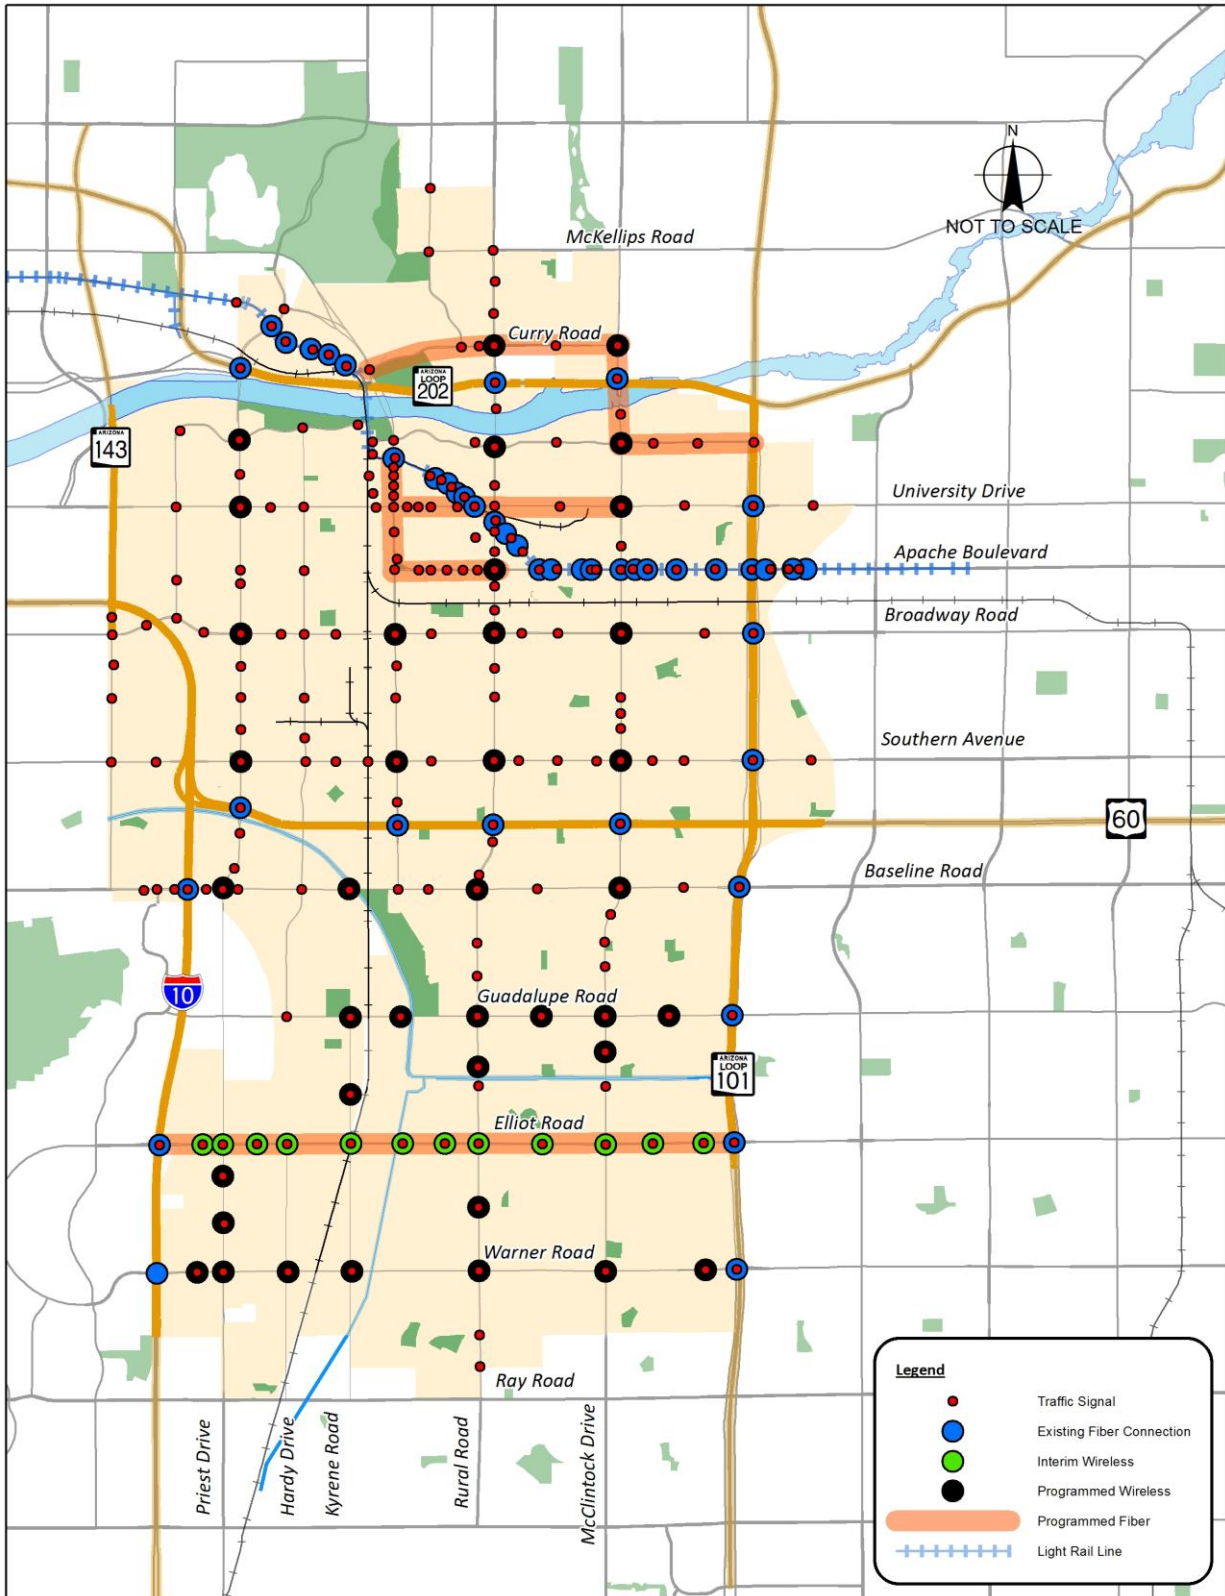 N
NOT TO SCALE
McKellips Road
Curry Road
ARIZONA
LOOP
202
ARIZONA
143
University Drive
Apache Boulevard
Broadway Road
Southern Avenue
60
Baseline Road
10
Guadalupe Road
ARIZONA
LOOP
101
Elliot Road
Warner Road
Ray Road
Priest Drive
Hardy Drive
Kyrene Road
Rural Road
McClintock Drive
Legend
Traffic Signal
Existing Fiber Connection
Interim Wireless
Programmed Wireless
Programmed Fiber
Light Rail Line